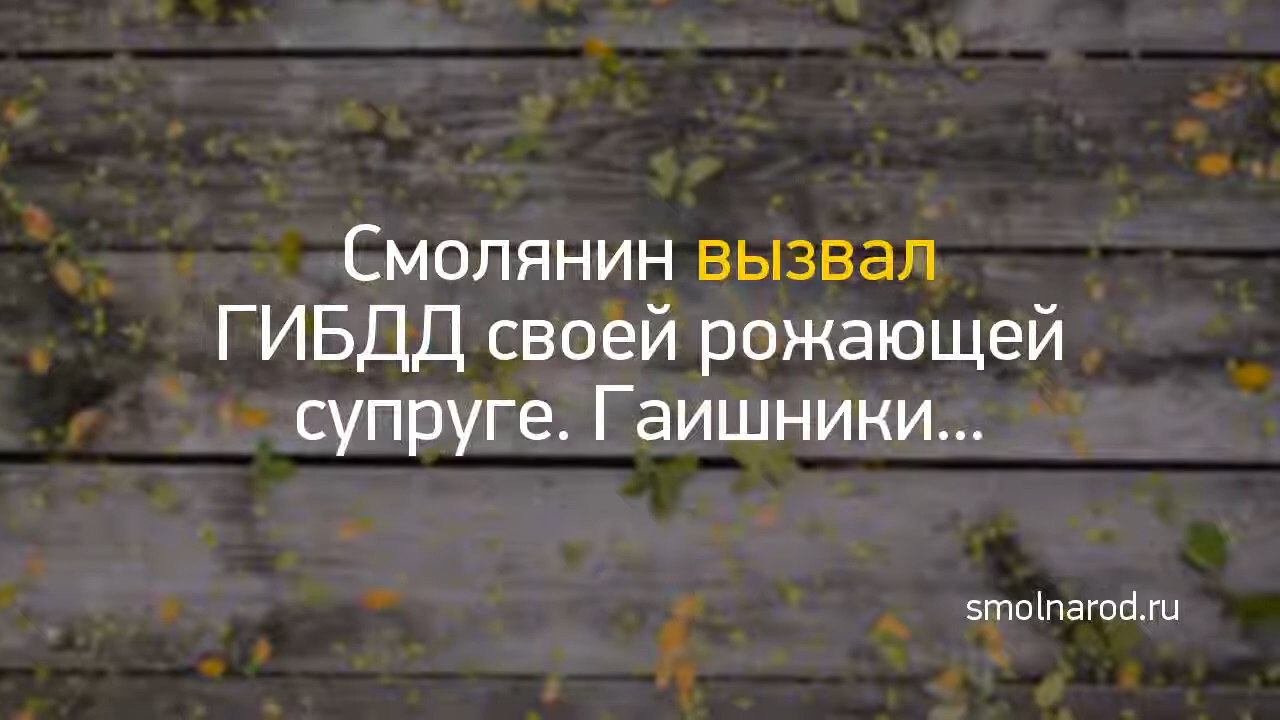 Смолянин вызвал
ГИБДД своей рожающей
супруге. Гаишники...
smolnarod.ru